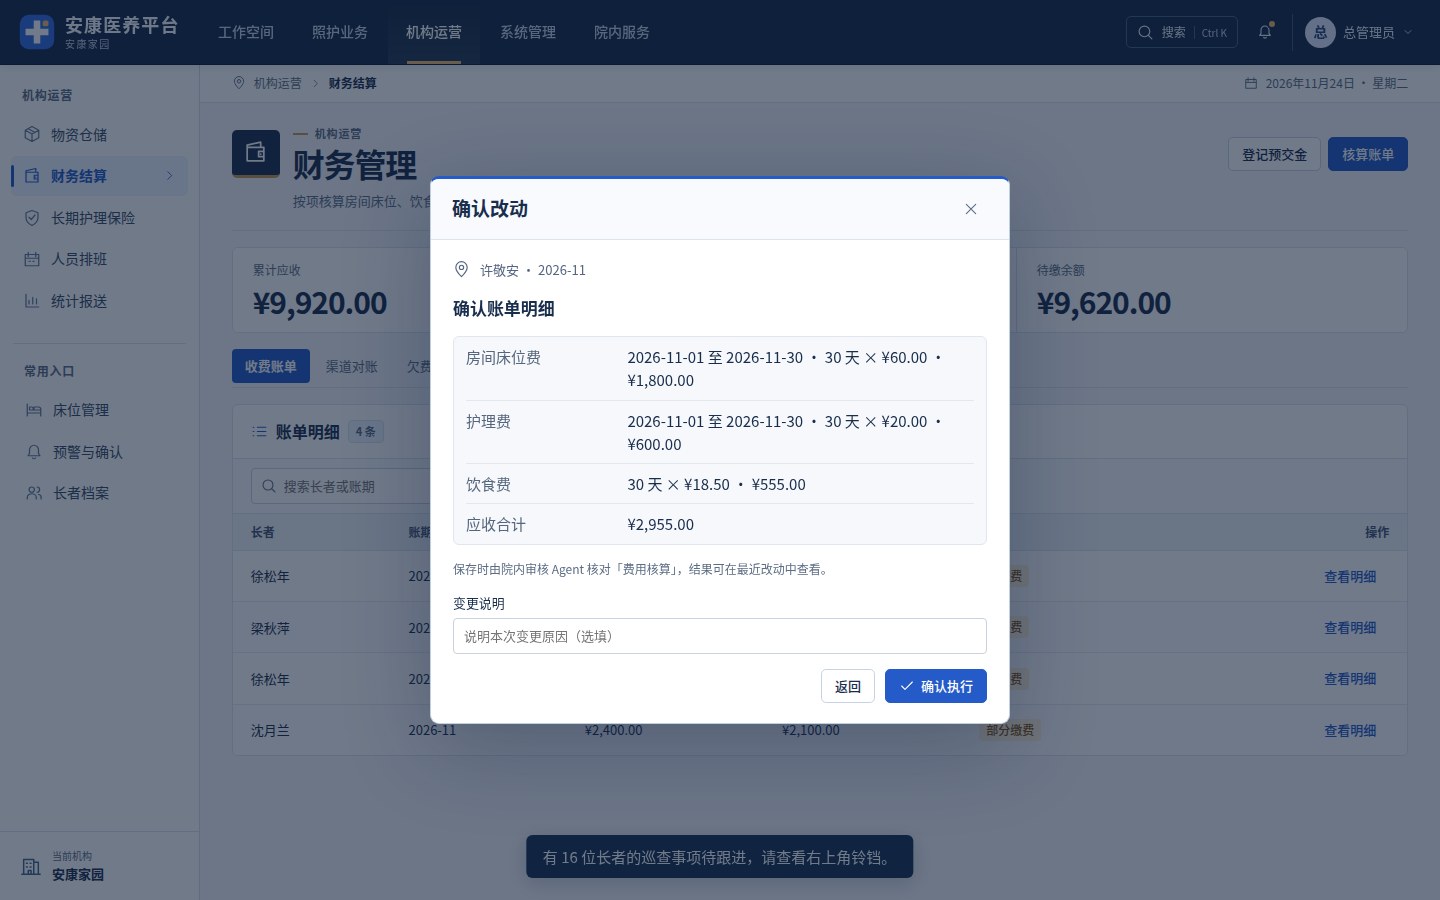 安康医养平台
安康家园
工作空间
照护业务
机构运营
系统管理
院内服务
搜索 Ctrl K
总 总管理员
机构运营
物资仓储
财务结算
长期护理保险
人员排班
统计报送
常用入口
床位管理
预警与确认
长者档案
当前机构
安康家园
机构运营 > 财务结算
2026年11月24日 · 星期二
机构运营
财务管理
按项核算房间床位、饮食
登记预交金
核算账单
累计应收
¥9,920.00
待缴余额
¥9,620.00
收费账单
渠道对账
欠费
账单明细 4 条
搜索长者或账期
长者 账期 操作
徐松年 202 费 查看明细
梁秋萍 202 费 查看明细
徐松年 202 费 查看明细
沈月兰 2026-11 ¥2,400.00 ¥2,100.00 部分缴费 查看明细
确认改动
许敬安 · 2026-11
确认账单明细
房间床位费 2026-11-01 至 2026-11-30 · 30 天 × ¥60.00 ·
¥1,800.00
护理费 2026-11-01 至 2026-11-30 · 30 天 × ¥20.00 ·
¥600.00
饮食费 30 天 × ¥18.50 · ¥555.00
应收合计 ¥2,955.00
保存时由院内审核 Agent 核对「费用核算」，结果可在最近改动中查看。
变更说明
说明本次变更原因（选填）
返回
确认执行
有 16 位长者的巡查事项待跟进，请查看右上角铃铛。